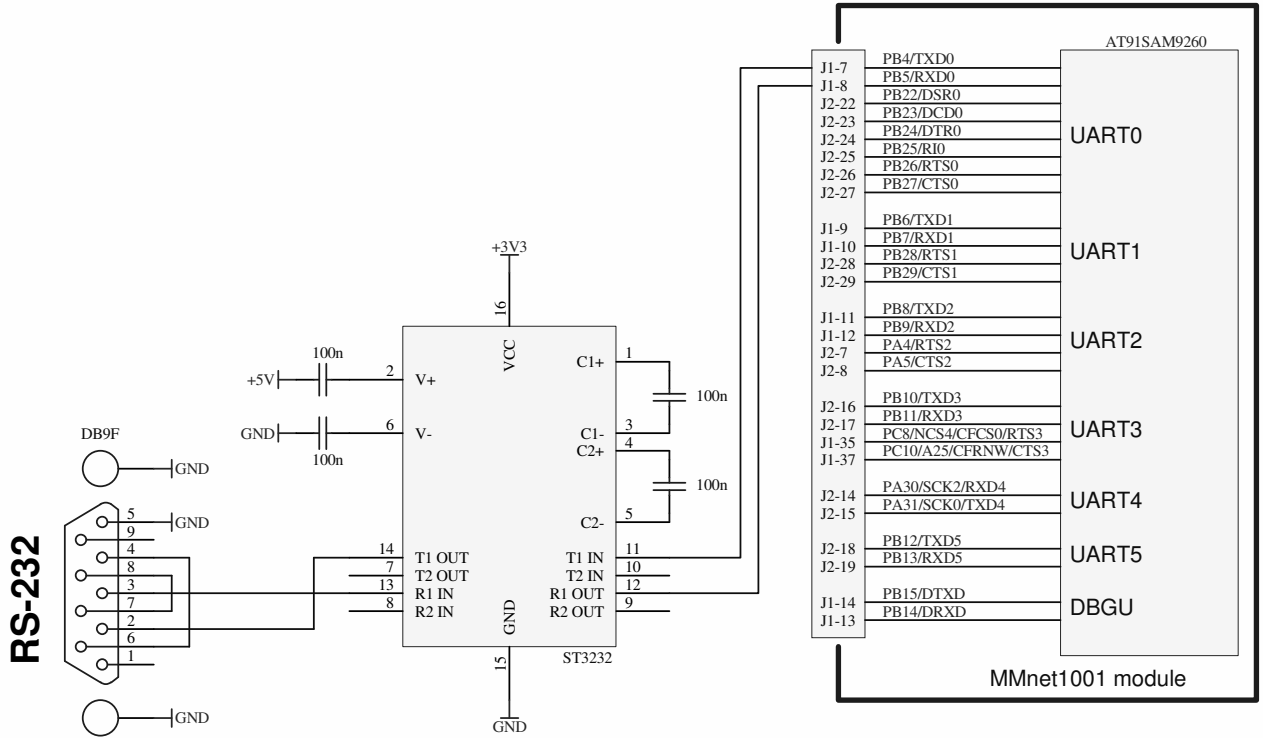 AT91SAM9260
J1-7 PB4/TXD0
J1-8 PB5/RXD0
J2-22 PB22/DSR0
J2-23 PB23/DCD0
J2-24 PB24/DTR0
J2-25 PB25/RI0
J2-26 PB26/RTS0
J2-27 PB27/CTS0
UART0
J1-9 PB6/TXD1
J1-10 PB7/RXD1
J2-28 PB28/RTS1
J2-29 PB29/CTS1
UART1
J1-11 PB8/TXD2
J1-12 PB9/RXD2
J2-7 PA4/RTS2
J2-8 PA5/CTS2
UART2
J2-16 PB10/TXD3
J2-17 PB11/RXD3
J1-35 PC8/NCS4/CFCS0/RTS3
J1-37 PC10/A25/CFRNW/CTS3
UART3
J2-14 PA30/SCK2/RXD4
J2-15 PA31/SCK0/TXD4
UART4
J2-18 PB12/TXD5
J2-19 PB13/RXD5
UART5
J1-14 PB15/DTXD
J1-13 PB14/DRXD
DBGU
MMnet1001 module
+3V3
16
VCC
100n
+5V 2 V+
GND 6 V-
100n
C1+ 1
100n
C1- 3
C2+ 4
100n
C2- 5
14 T1 OUT T1 IN 11
7 T2 OUT T2 IN 10
13 R1 IN R1 OUT 12
8 R2 IN R2 OUT 9
GND
15
ST3232
GND
DB9F
GND
5 GND
9
4
8
3
7
2
6
1
GND
RS-232